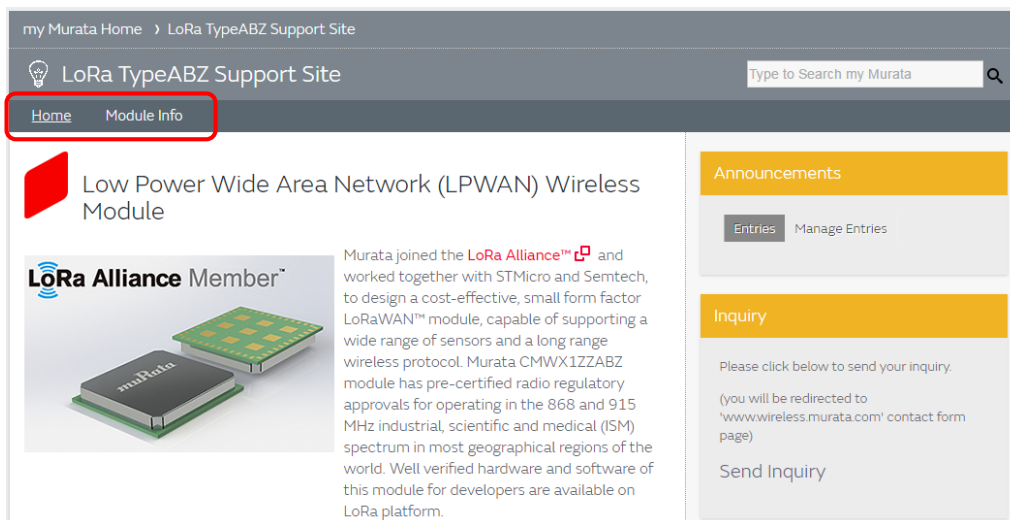 my Murata Home › LoRa TypeABZ Support Site
LoRa TypeABZ Support Site
Type to Search my Murata
Home Module Info
Low Power Wide Area Network (LPWAN) Wireless
Module
LoRa Alliance Member™
muRata
Murata joined the LoRa Alliance™ and
worked together with STMicro and Semtech,
to design a cost-effective, small form factor
LoRaWAN™ module, capable of supporting a
wide range of sensors and a long range
wireless protocol. Murata CMWX1ZZABZ
module has pre-certified radio regulatory
approvals for operating in the 868 and 915
MHz industrial, scientific and medical (ISM)
spectrum in most geographical regions of the
world. Well verified hardware and software of
this module for developers are available on
LoRa platform.
Announcements
Entries Manage Entries
Inquiry
Please click below to send your inquiry.
(you will be redirected to
'www.wireless.murata.com' contact form
page)
Send Inquiry